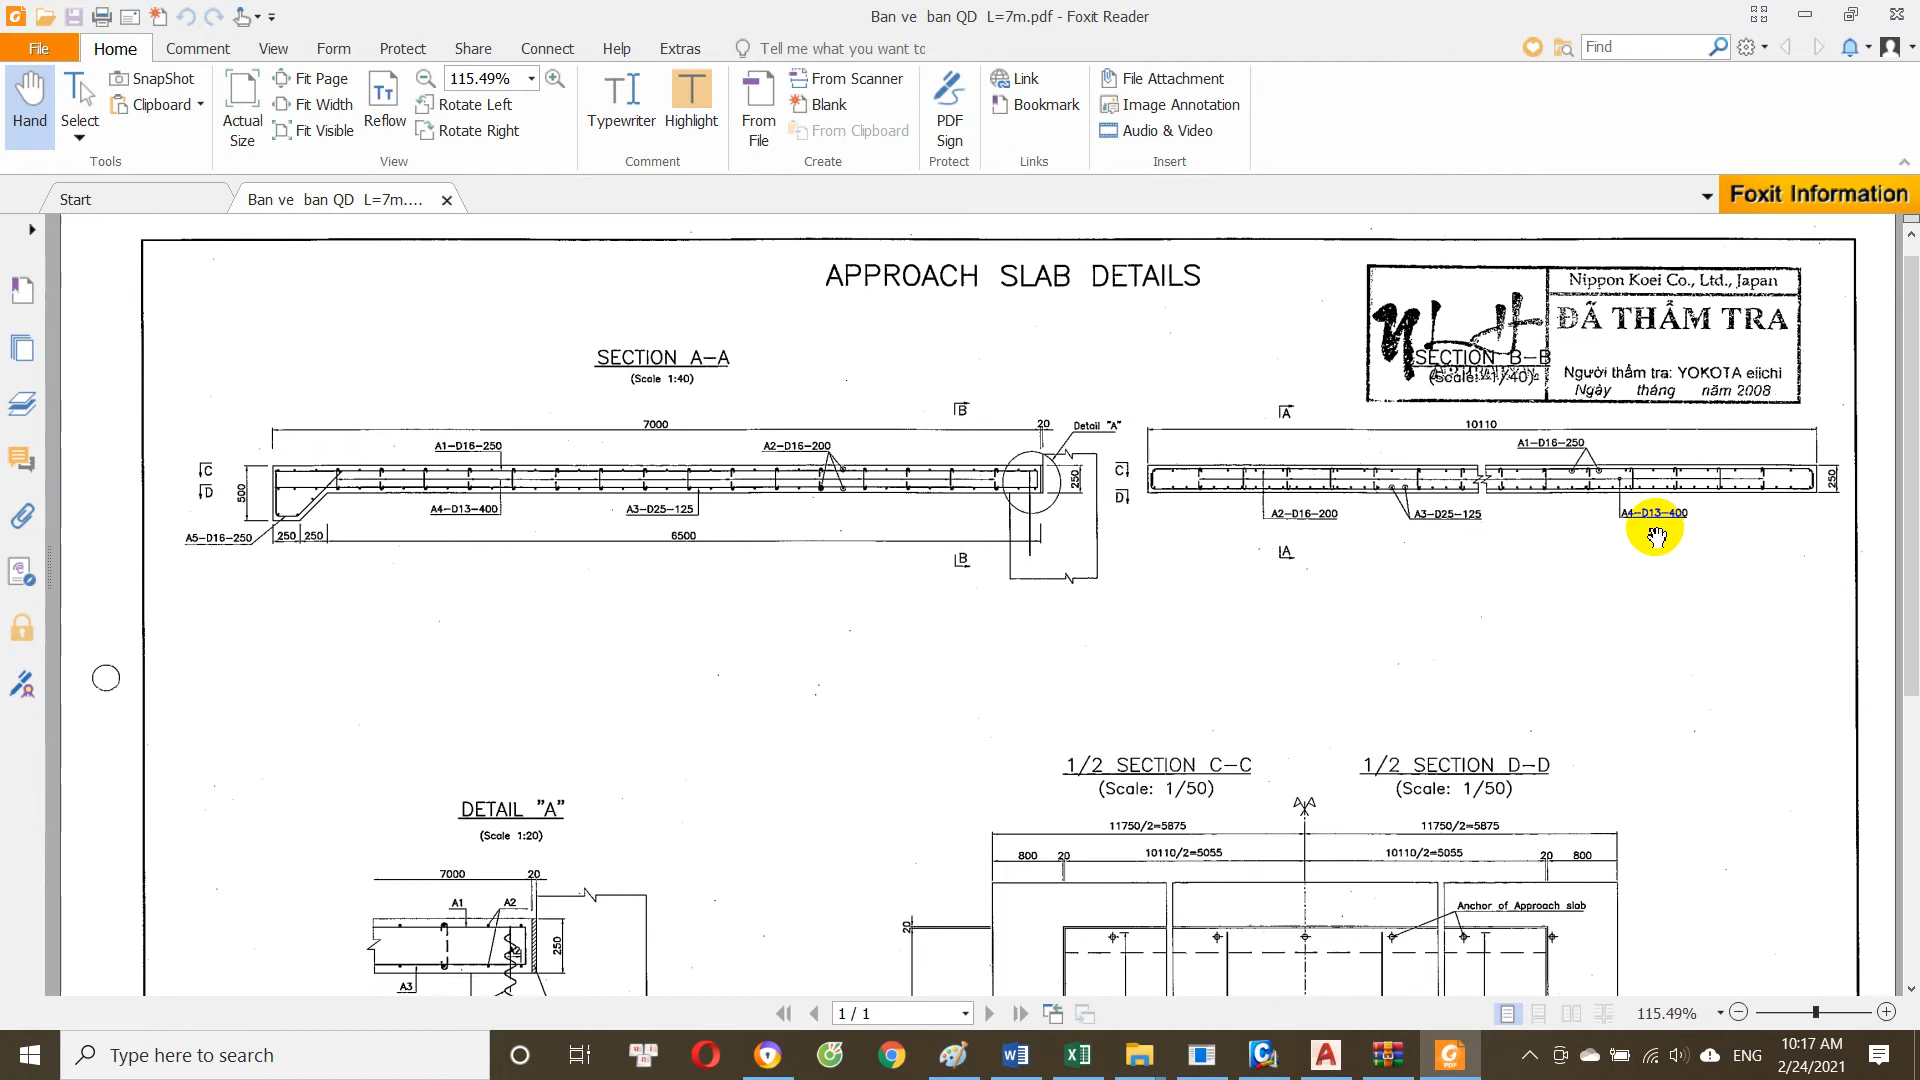 Ban ve  ban QD  L=7m.pdf - Foxit Reader
File
Home
Comment
View
Form
Protect
Share
Connect
Help
Extras
Tell me what you want to
Find
Hand
Select
SnapShot
Clipboard
Tools
Actual Size
Fit Page
Fit Width
Fit Visible
Reflow
115.49%
Rotate Left
Rotate Right
View
Typewriter
Highlight
Comment
From File
From Scanner
Blank
From Clipboard
Create
PDF Sign
Protect
Link
Bookmark
Links
File Attachment
Image Annotation
Audio & Video
Insert
Start
Ban ve  ban QD  L=7m....
Foxit Information
APPROACH SLAB DETAILS
Nippon Koei Co., Ltd., Japan
ĐÃ THẨM TRA
Người thẩm tra: YOKOTA eiichi
Ngày tháng năm 2008
SECTION A-A
(Scale 1:40)
SECTION B-B
(Scale: 1/40)
B
7000
20
Detail "A"
A
10110
A1-D16-250
A2-D16-200
A1-D16-250
C
D
500
250
C
D
250
A4-D13-400
A3-D25-125
A2-D16-200
A3-D25-125
A4-D13-400
A5-D16-250
250
250
6500
B
A
1/2 SECTION C-C
(Scale: 1/50)
1/2 SECTION D-D
(Scale: 1/50)
DETAIL "A"
(Scale 1:20)
11750/2=5875
11750/2=5875
800
20
10110/2=5055
10110/2=5055
20
800
7000
20
A1
A2
250
A3
20
Anchor of Approach slab
1 / 1
115.49%
Type here to search
ENG
10:17 AM
2/24/2021